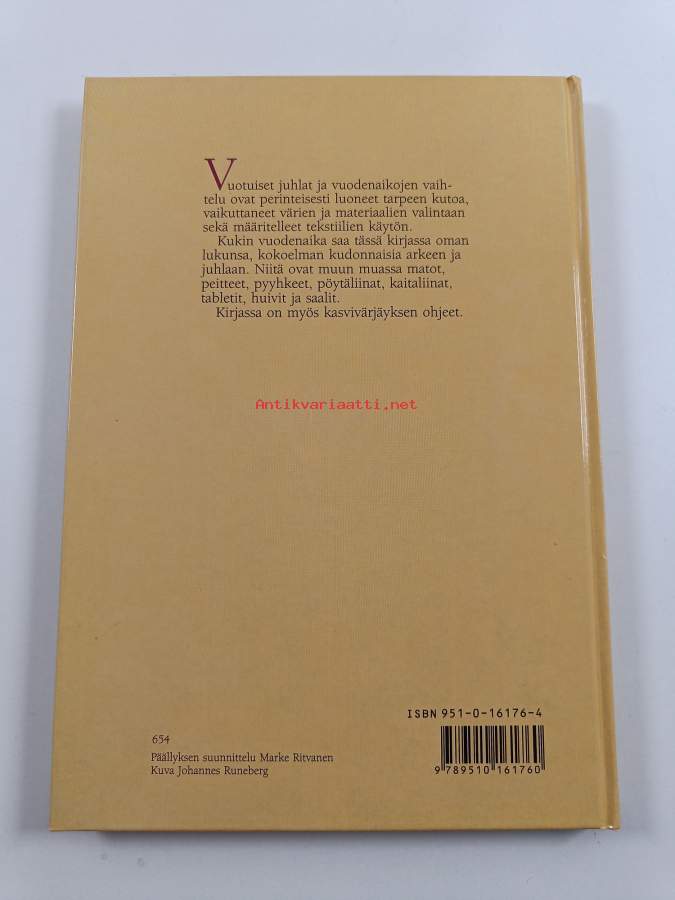 Vuotuiset juhlat ja vuodenaikojen vaih-
telu ovat perinteisesti luoneet tarpeen kutoa,
vaikuttaneet värien ja materiaalien valintaan
sekä määritelleet tekstiilien käytön.
Kukin vuodenaika saa tässä kirjassa oman
lukunsa, kokoelman kudonnaisia arkeen ja
juhlaan. Niitä ovat muun muassa matot,
peitteet, pyyhkeet, pöytäliinat, kaitaliinat,
tabletit, huivit ja saalit.
Kirjassa on myös kasvivärjäyksen ohjeet.
Antikvariaatti.net
ISBN 951-0-16176-4
654
Päällyksen suunnittelu Marke Ritvanen
Kuva Johannes Runeberg
9 789510 161760